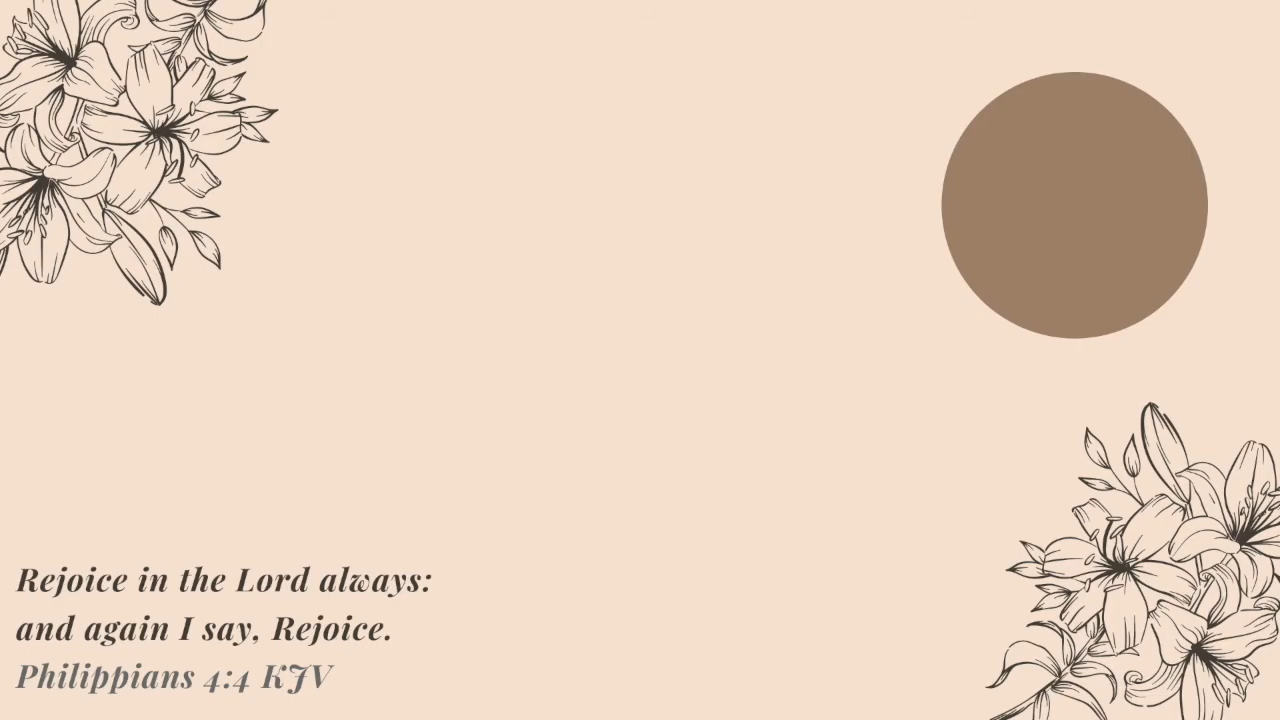 Rejoice in the Lord always:
and again I say, Rejoice.
Philippians 4:4 KJV